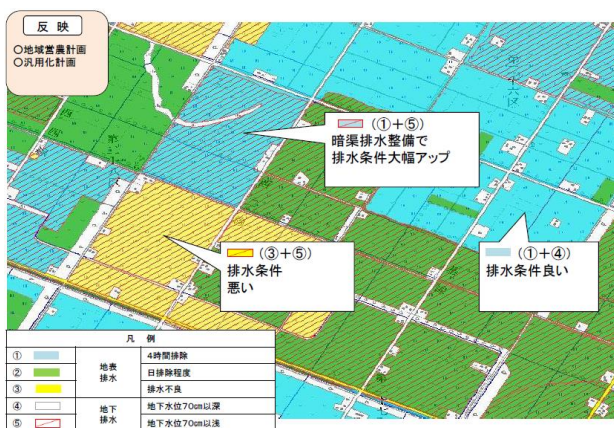 反 映
○地域営農計画
○汎用化計画
(①+⑤)
暗渠排水整備で
排水条件大幅アップ
(③+⑤)
排水条件
悪い
(①+④)
排水条件良い
凡 例
① 地表排水 4時間排除
② 日排除程度
③ 排水不良
④ 地下排水 地下水位70cm以深
⑤ 地下水位70cm以浅